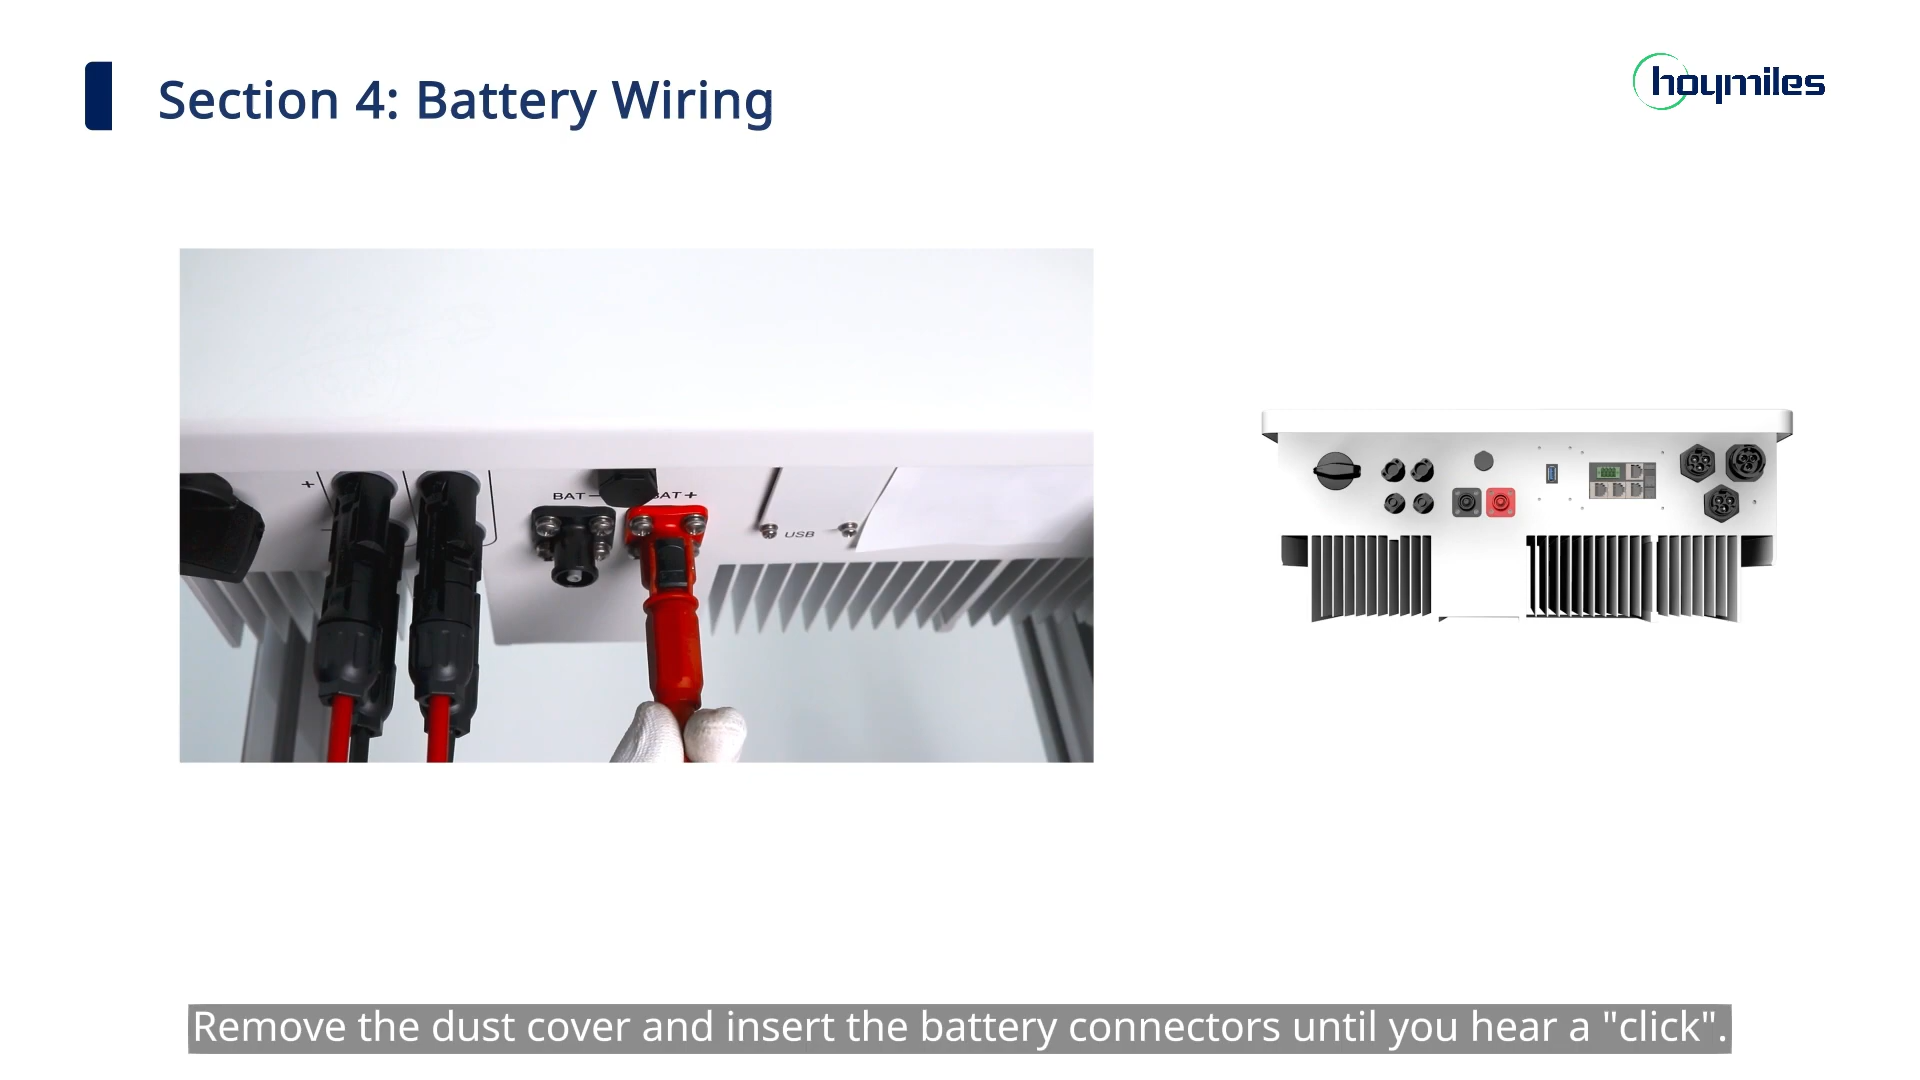 Section 4: Battery Wiring
hoymiles
+
BAT-
BAT+
USB
Remove the dust cover and insert the battery connectors until you hear a "click".